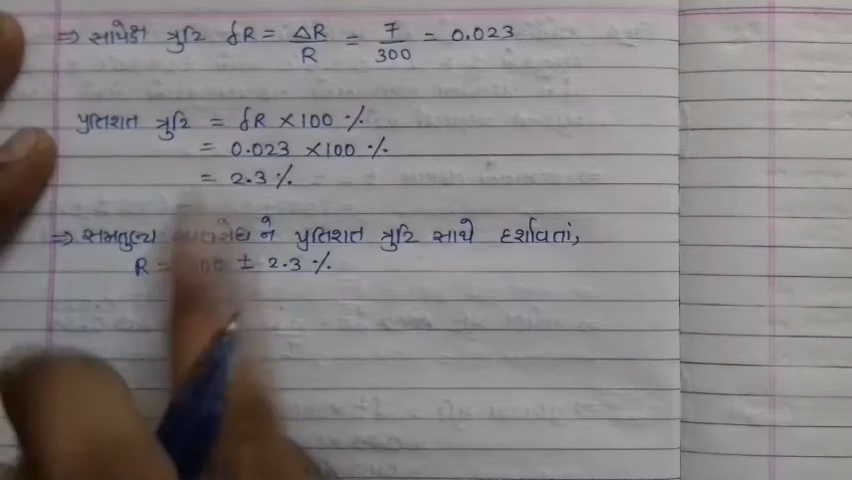 ⇒ સાપેક્ષ ત્રુટિ δR = ΔR/R = 7/300 = 0.023
પ્રતિશત ત્રુટિ = δR × 100 %
= 0.023 × 100 %
= 2.3 %
⇒ સમતુલ્ય ને પ્રતિશત ત્રુટિ સાથે દર્શાવતાં,
R = ± 2.3 %